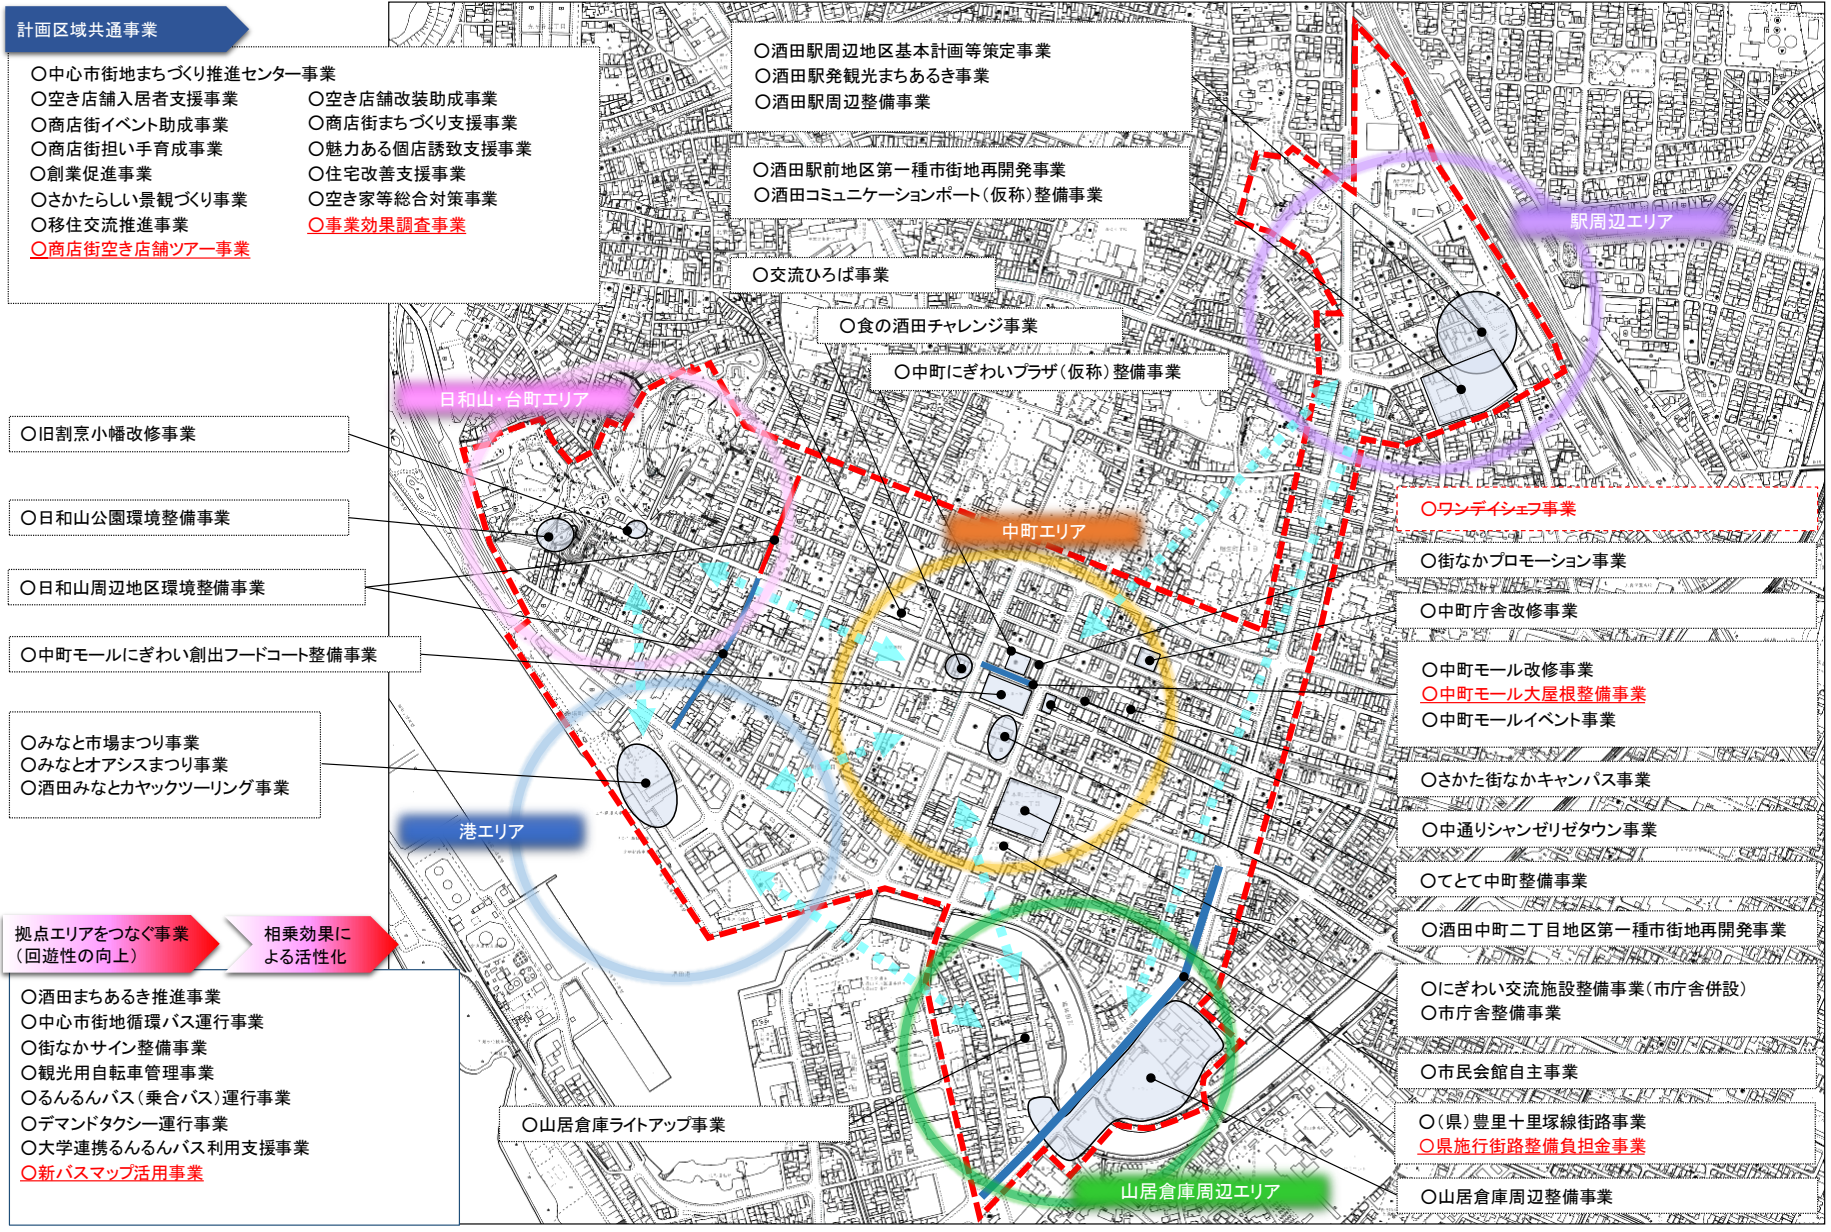 計画区域共通事業
○中心市街地まちづくり推進センター事業
○空き店舗入居者支援事業
○空き店舗改装助成事業
○商店街イベント助成事業
○商店街まちづくり支援事業
○商店街担い手育成事業
○魅力ある個店誘致支援事業
○創業促進事業
○住宅改善支援事業
○さかたらしい景観づくり事業
○空き家等総合対策事業
○移住交流推進事業
○事業効果調査事業
○商店街空き店舗ツアー事業
○酒田駅周辺地区基本計画等策定事業
○酒田駅発観光まちあるき事業
○酒田駅周辺整備事業
○酒田駅前地区第一種市街地再開発事業
○酒田コミュニケーションポート(仮称)整備事業
駅周辺エリア
○交流ひろば事業
○食の酒田チャレンジ事業
○中町にぎわいプラザ(仮称)整備事業
日和山・台町エリア
○旧割烹小幡改修事業
○日和山公園環境整備事業
○日和山周辺地区環境整備事業
○中町モールにぎわい創出フードコート整備事業
○みなと市場まつり事業
○みなとオアシスまつり事業
○酒田みなとカヤックツーリング事業
港エリア
中町エリア
○ワンデイシェフ事業
○街なかプロモーション事業
○中町庁舎改修事業
○中町モール改修事業
○中町モール大屋根整備事業
○中町モールイベント事業
○さかた街なかキャンパス事業
○中通りシャンゼリゼタウン事業
○てとて中町整備事業
○酒田中町二丁目地区第一種市街地再開発事業
○にぎわい交流施設整備事業(市庁舎併設)
○市庁舎整備事業
○市民会館自主事業
○(県)豊里十里塚線街路事業
○県施行街路整備負担金事業
○山居倉庫周辺整備事業
拠点エリアをつなぐ事業
(回遊性の向上)
相乗効果に
よる活性化
○酒田まちあるき推進事業
○中心市街地循環バス運行事業
○街なかサイン整備事業
○観光用自転車管理事業
○るんるんバス(乗合バス)運行事業
○デマンドタクシー運行事業
○大学連携るんるんバス利用支援事業
○新バスマップ活用事業
○山居倉庫ライトアップ事業
山居倉庫周辺エリア